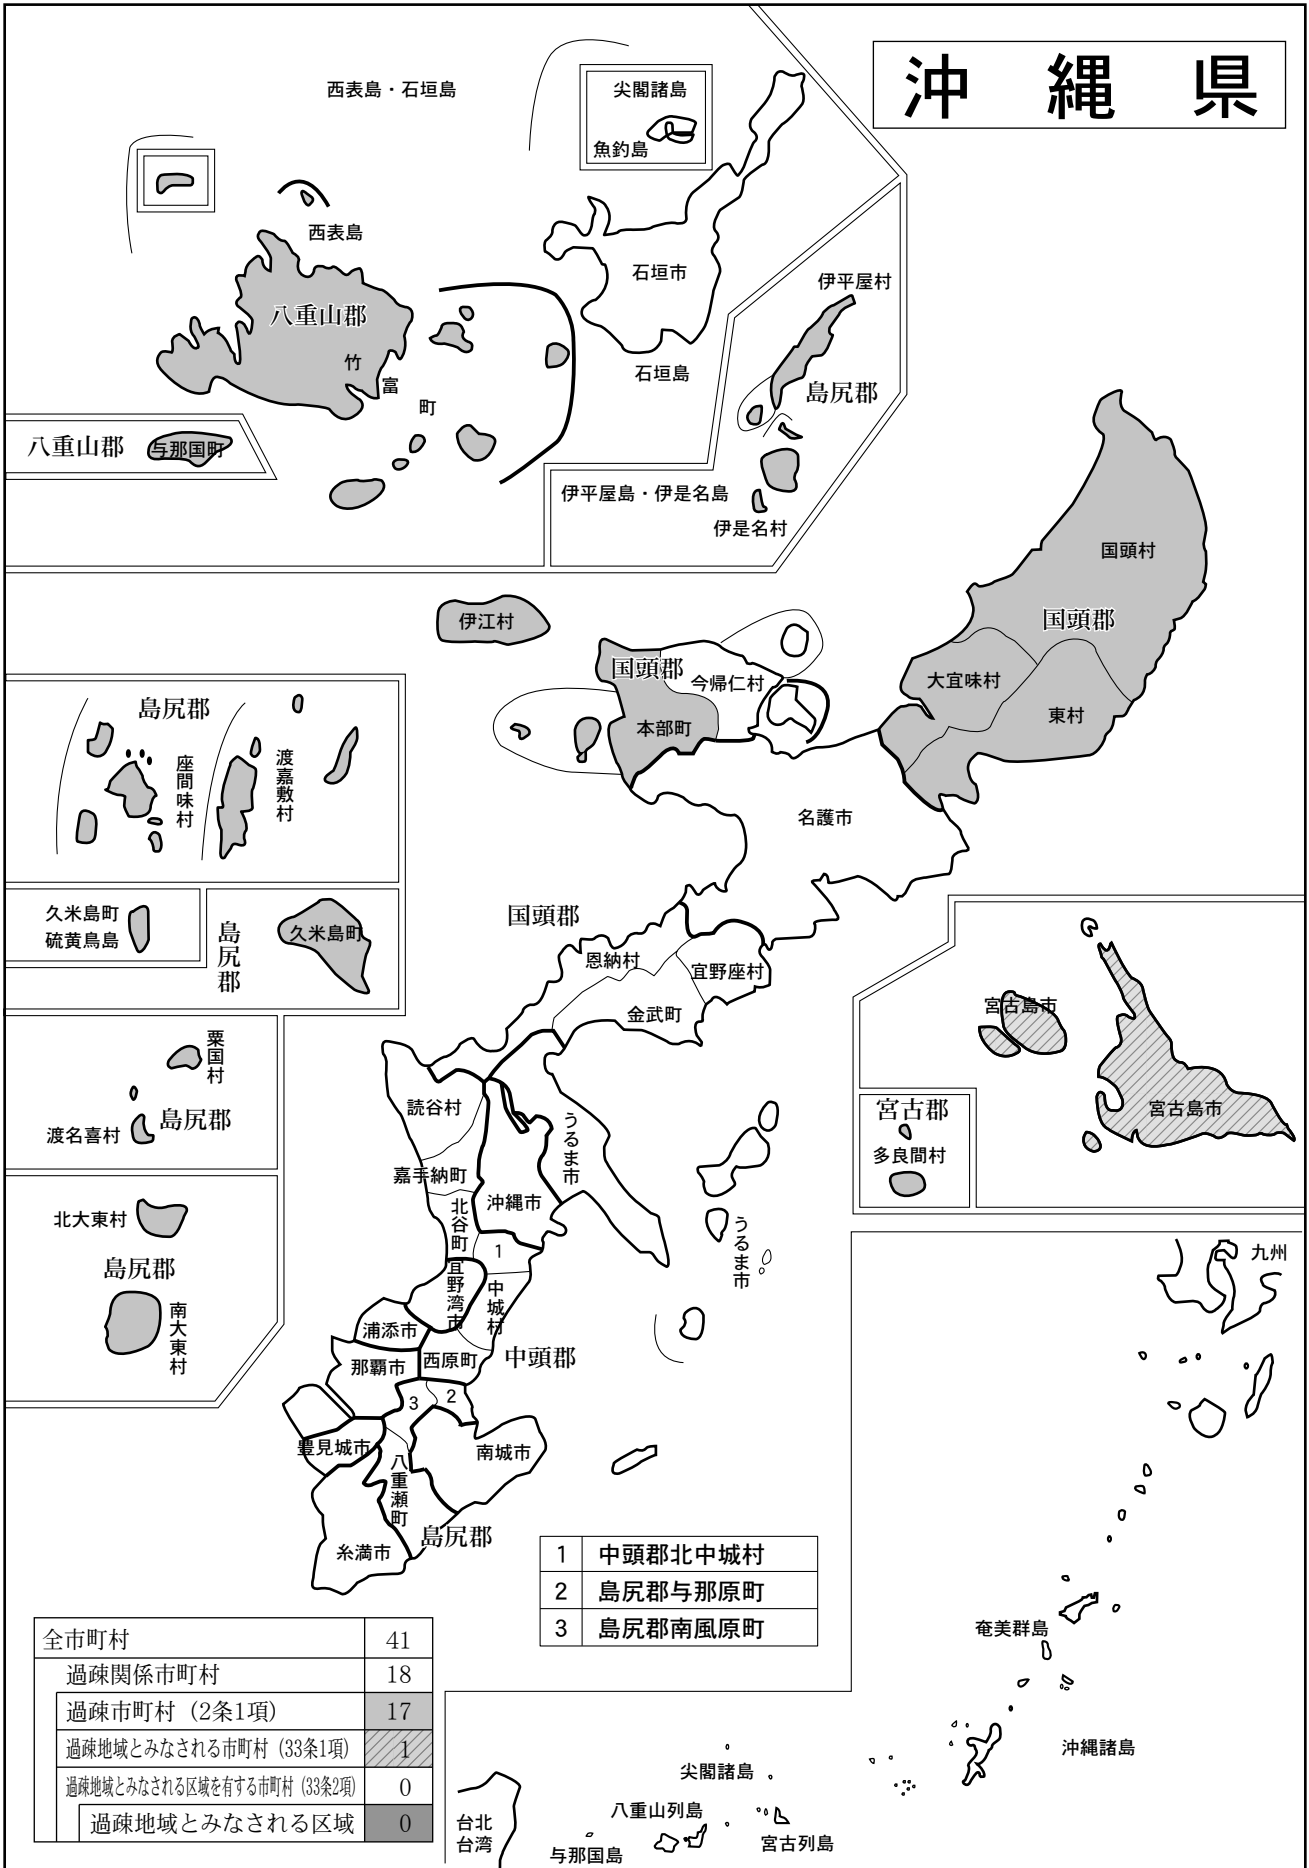 沖縄県
西表島・石垣島
尖閣諸島
魚釣島
西表島
石垣市
八重山郡
竹富町
石垣島
伊平屋村
島尻郡
八重山郡
与那国町
伊平屋島・伊是名島
伊是名村
国頭村
国頭郡
大宜味村
東村
伊江村
国頭郡
今帰仁村
本部町
名護市
島尻郡
座間味村
渡嘉敷村
久米島町
硫黄鳥島
島尻郡
久米島町
国頭郡
恩納村
宜野座村
金武町
宮古島市
宮古島市
宮古郡
多良間村
粟国村
島尻郡
渡名喜村
読谷村
嘉手納町
うるま市
沖縄市
北谷町
1
宜野湾市
中城村
うるま市
北大東村
島尻郡
南大東村
浦添市
那覇市
西原町
中頭郡
3
2
豊見城市
八重瀬町
南城市
糸満市
島尻郡
九州
1 中頭郡北中城村
2 島尻郡与那原町
3 島尻郡南風原町
全市町村 41
過疎関係市町村 18
過疎市町村（2条1項） 17
過疎地域とみなされる市町村（33条1項） 1
過疎地域とみなされる区域を有する市町村（33条2項） 0
過疎地域とみなされる区域 0
奄美群島
沖縄諸島
尖閣諸島
八重山列島
宮古列島
与那国島
台北
台湾